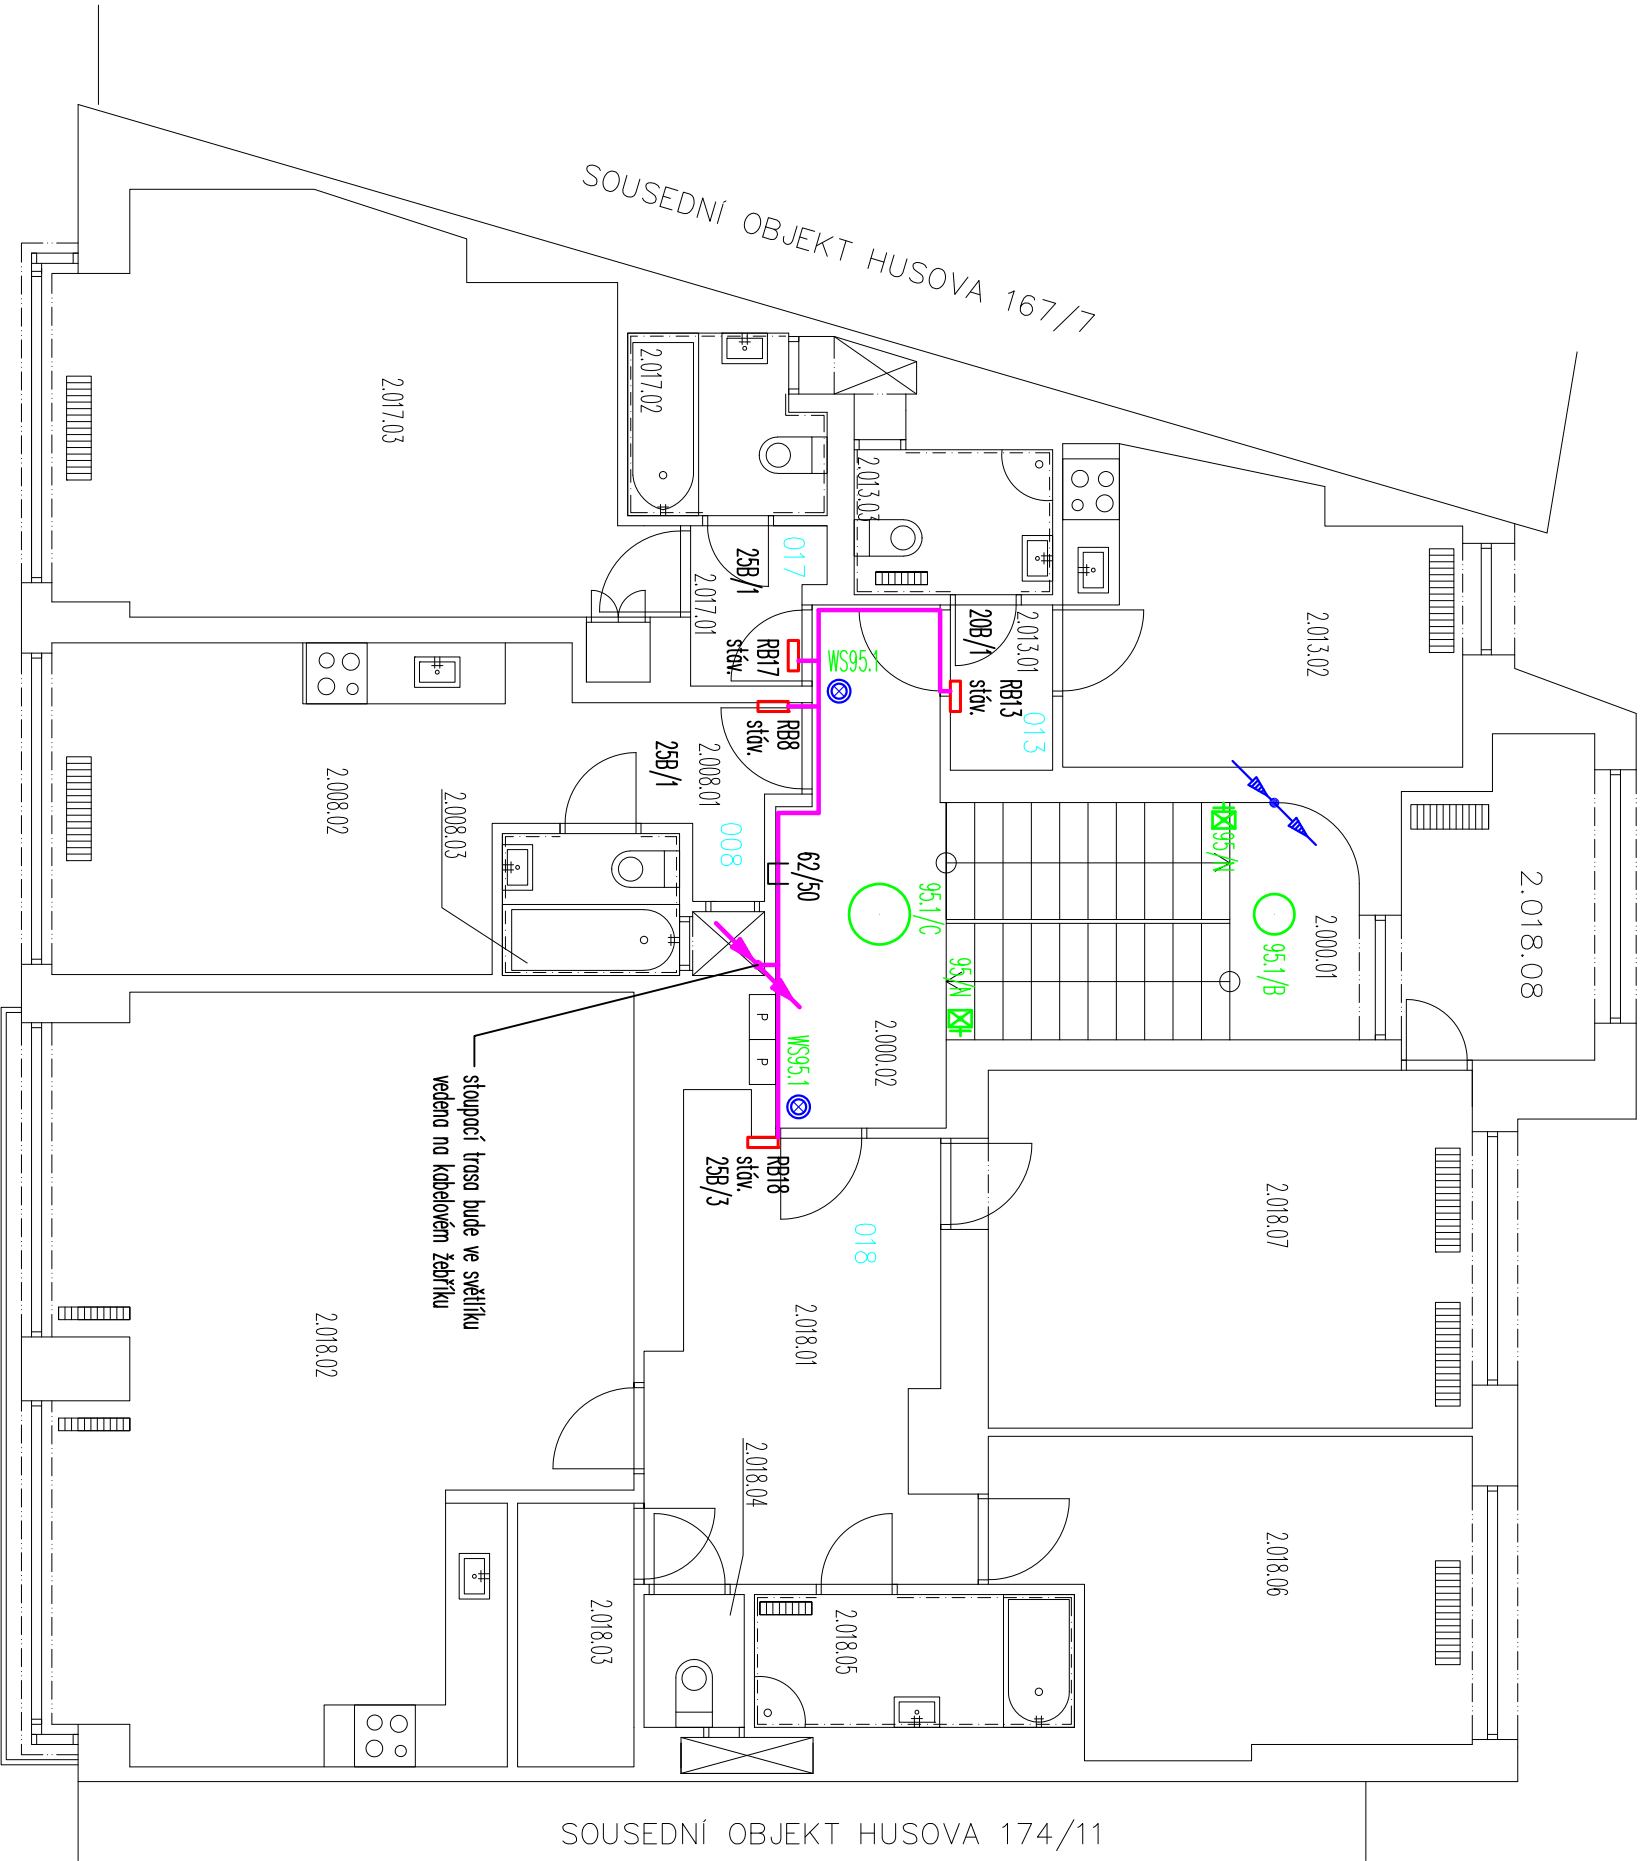 SOUSEDNÍ OBJEKT HUSOVA 167/7
2.017.03
2.017.02
2.013.03
017
25B/1
2.017.01
RB17
stáv.
WS95.1
20B/1
2.013.01
RB13
stáv.
013
2.013.02
RB8
stáv.
25B/1
2.008.01
008
2.008.02
2.008.03
62/50
95.1/C
95/N
95/N
95.1/B
2.000.01
2.018.08
2.000.02
P
P
WS95.1
RB18
stáv.
25B/3
stoupací trasa bude ve světlíku
vedena na kabelovém žebříku
018
2.018.07
2.018.01
2.018.02
2.018.04
2.018.06
2.018.03
2.018.05
SOUSEDNÍ OBJEKT HUSOVA 174/11